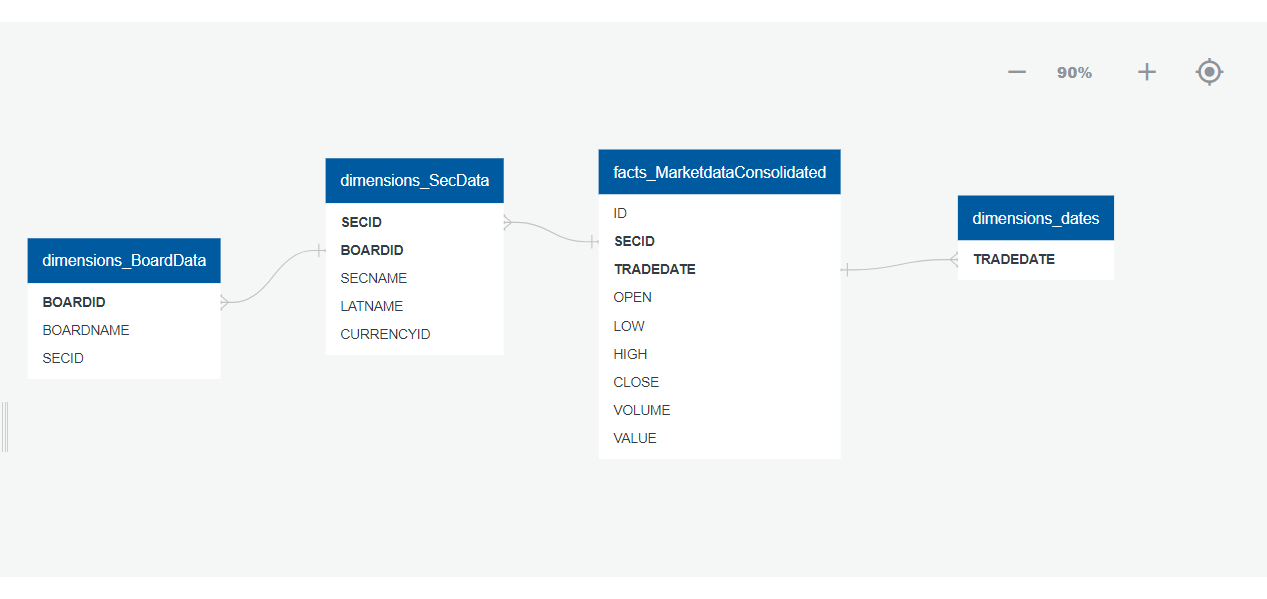 90%
dimensions_BoardData
BOARDID
BOARDNAME
SECID
dimensions_SecData
SECID
BOARDID
SECNAME
LATNAME
CURRENCYID
facts_MarketdataConsolidated
ID
SECID
TRADEDATE
OPEN
LOW
HIGH
CLOSE
VOLUME
VALUE
dimensions_dates
TRADEDATE